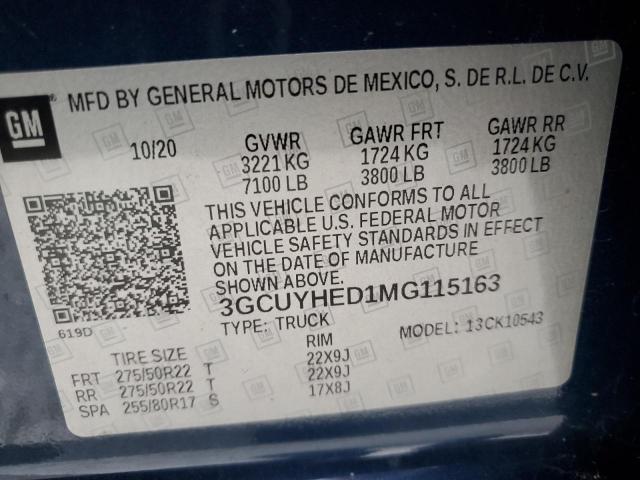 GM
MFD BY GENERAL MOTORS DE MEXICO, S. DE R.L. DE C.V.
10/20 GVWR GAWR FRT GAWR RR
3221 KG 1724 KG 1724 KG
7100 LB 3800 LB 3800 LB
THIS VEHICLE CONFORMS TO ALL
APPLICABLE U.S. FEDERAL MOTOR
VEHICLE SAFETY STANDARDS IN EFFECT
ON THE DATE OF MANUFACTURE
SHOWN ABOVE.
3GCUYHED1MG115163
619D TYPE: TRUCK MODEL: 13CK10543
TIRE SIZE RIM
FRT 275/50R22 T 22X9J
RR 275/50R22 T 22X9J
SPA 255/80R17 S 17X8J